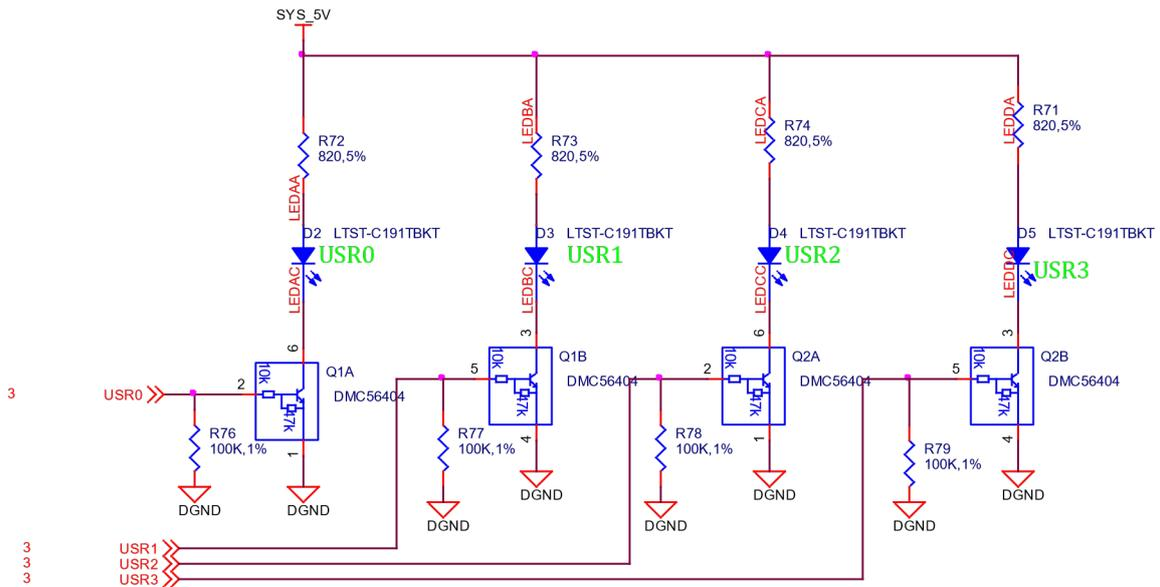 SYS_5V
LEDBA
LEDCA
LEDDA
R72
820,5%
R73
820,5%
R74
820,5%
R71
820,5%
LEDAA
D2 LTST-C191TBKT
D3 LTST-C191TBKT
D4 LTST-C191TBKT
D5 LTST-C191TBKT
USR0
USR1
USR2
USR3
LEDAC
LEDBC
LEDCC
LEDDC
6
3
6
3
10k
47k
10k
47k
10k
47k
10k
47k
Q1A
DMC56404
Q1B
DMC56404
Q2A
DMC56404
Q2B
DMC56404
2
5
2
5
3 USR0
1
4
1
4
R76
100K,1%
R77
100K,1%
R78
100K,1%
R79
100K,1%
DGND
DGND
DGND
DGND
DGND
DGND
DGND
DGND
3 USR1
3 USR2
3 USR3